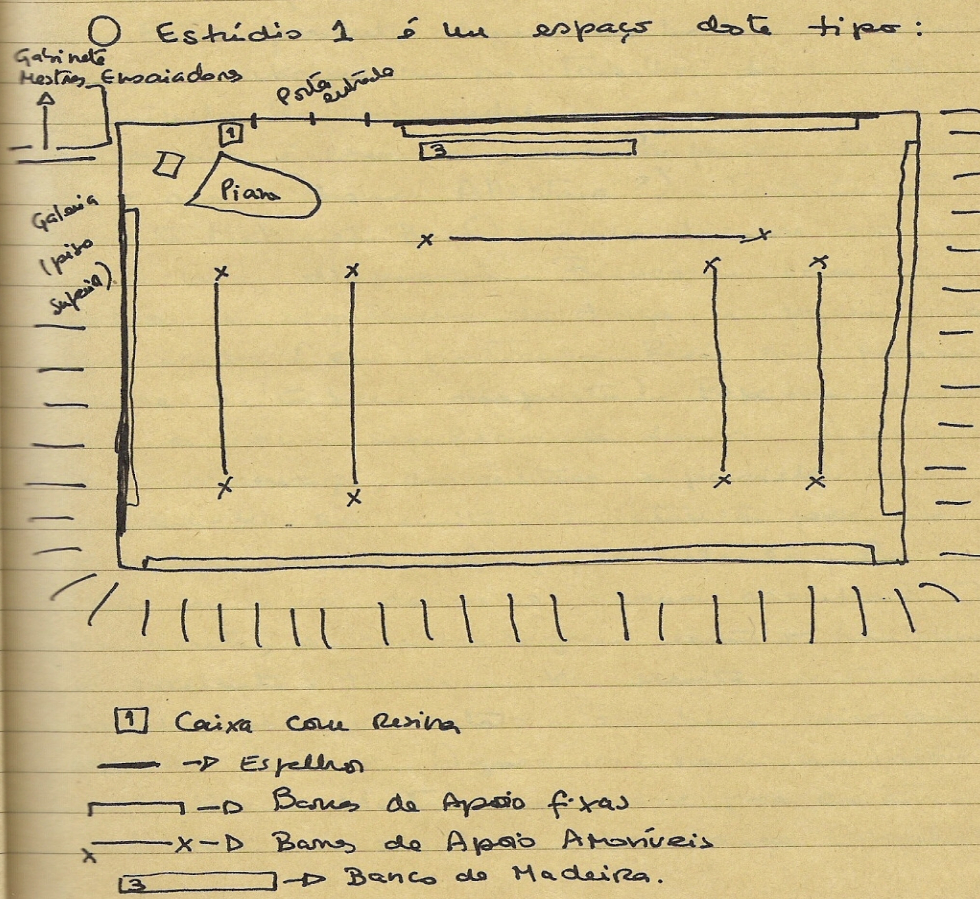 O Estúdio 1 é um espaço deste tipo:
Gabinete
Mestres Ensaiadores
Porta
entrada
1
3
Piano
Galeria
(piso
superior)
1 Caixa com Resina
Espelhos
Barras de Apoio fixas
Barras de Apoio Amovíveis
3 Banco de Madeira.